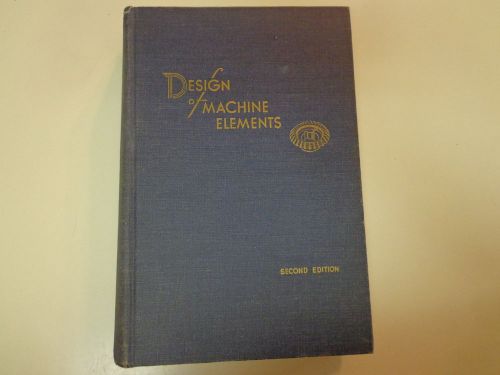 DESIGN
of MACHINE
ELEMENTS
SECOND EDITION